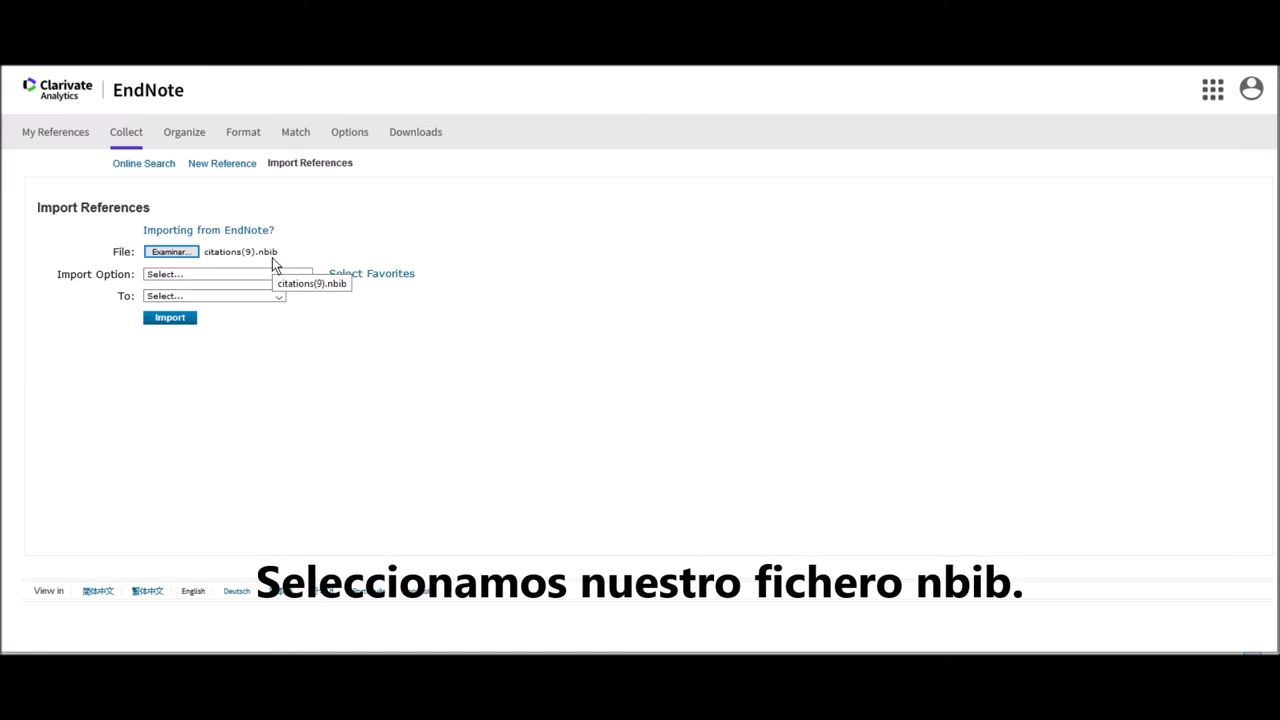 Clarivate Analytics EndNote
My References Collect Organize Format Match Options Downloads
Online Search New Reference Import References
Import References
Importing from EndNote?
File: Examinar... citations(9).nbib
Import Option: Select... Select Favorites
citations(9).nbib
To: Select...
Import
View in 简体中文 繁體中文 English Deutsch
Seleccionamos nuestro fichero nbib.